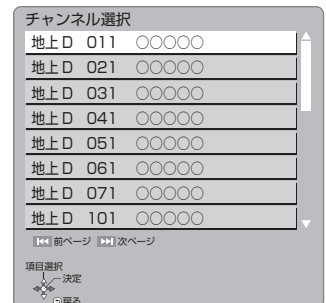 チャンネル選択
地上D 011 ○○○○○
地上D 021 ○○○○○
地上D 031 ○○○○○
地上D 041 ○○○○○
地上D 051 ○○○○○
地上D 061 ○○○○○
地上D 071 ○○○○○
地上D 101 ○○○○○
前ページ 次ページ
項目選択
決定
戻る